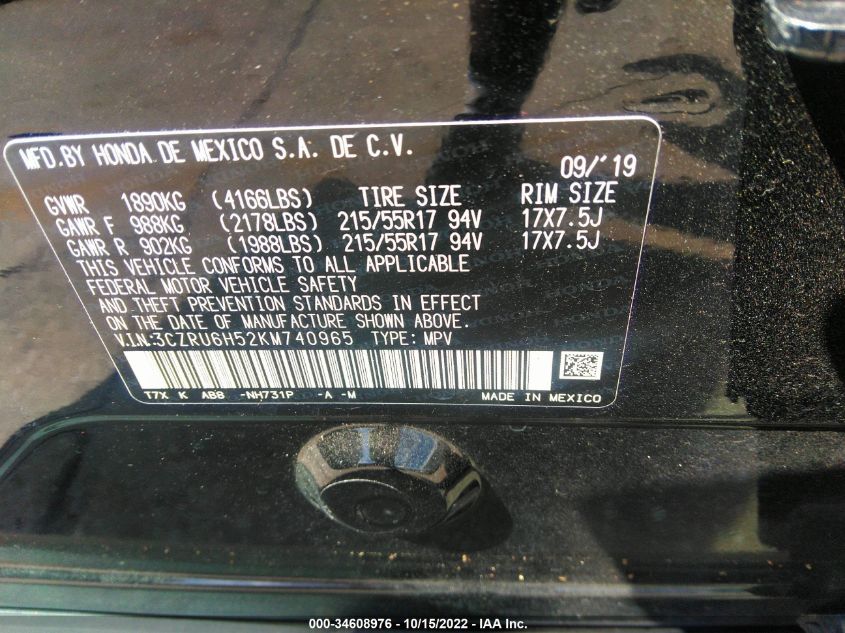 MFD. BY HONDA DE MEXICO S.A. DE C.V.
09/'19
GVWR 1890KG (4166LBS) TIRE SIZE RIM SIZE
GAWR F 988KG (2178LBS) 215/55R17 94V 17X7.5J
GAWR R 902KG (1988LBS) 215/55R17 94V 17X7.5J
THIS VEHICLE CONFORMS TO ALL APPLICABLE
FEDERAL MOTOR VEHICLE SAFETY
AND THEFT PREVENTION STANDARDS IN EFFECT
ON THE DATE OF MANUFACTURE SHOWN ABOVE.
V.I.N:3CZRU6H52KM740965 TYPE: MPV
T7X K ABB -NH731P -A -M MADE IN MEXICO
000-34608976 - 10/15/2022 - IAA Inc.